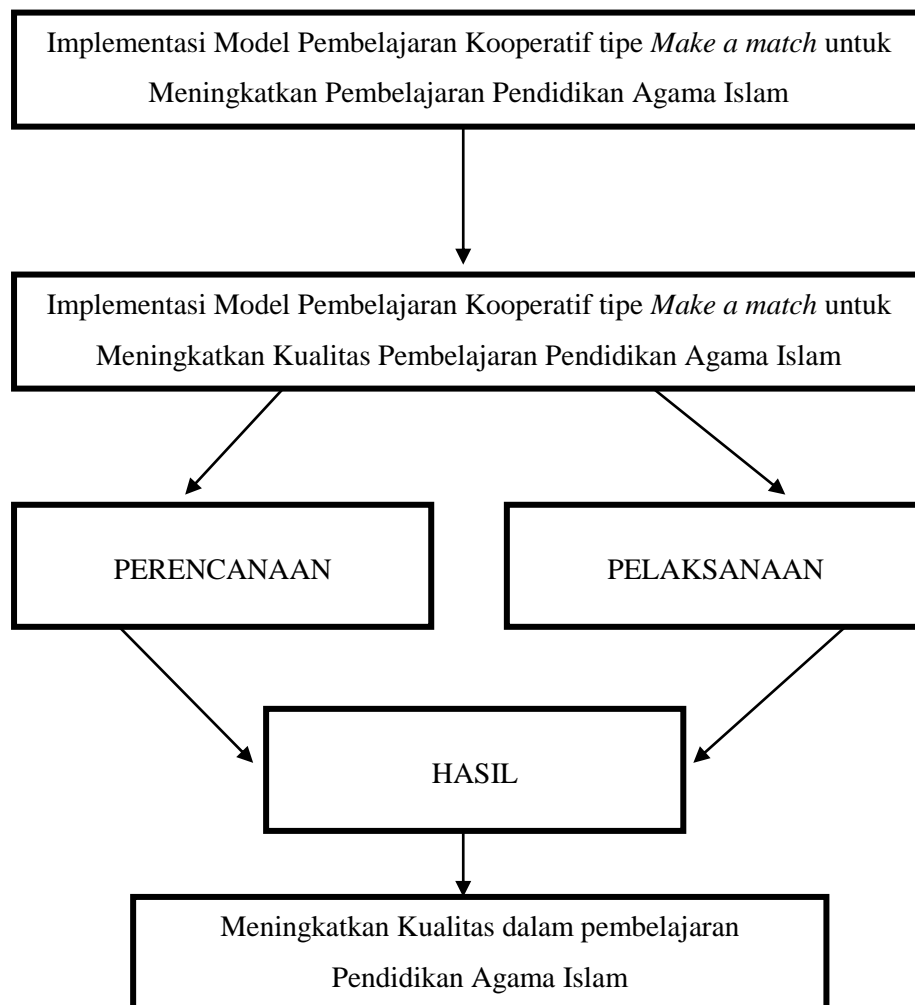 Implementasi Model Pembelajaran Kooperatif tipe Make a match untuk
Meningkatkan Pembelajaran Pendidikan Agama Islam
Implementasi Model Pembelajaran Kooperatif tipe Make a match untuk
Meningkatkan Kualitas Pembelajaran Pendidikan Agama Islam
PERENCANAAN
PELAKSANAAN
HASIL
Meningkatkan Kualitas dalam pembelajaran
Pendidikan Agama Islam